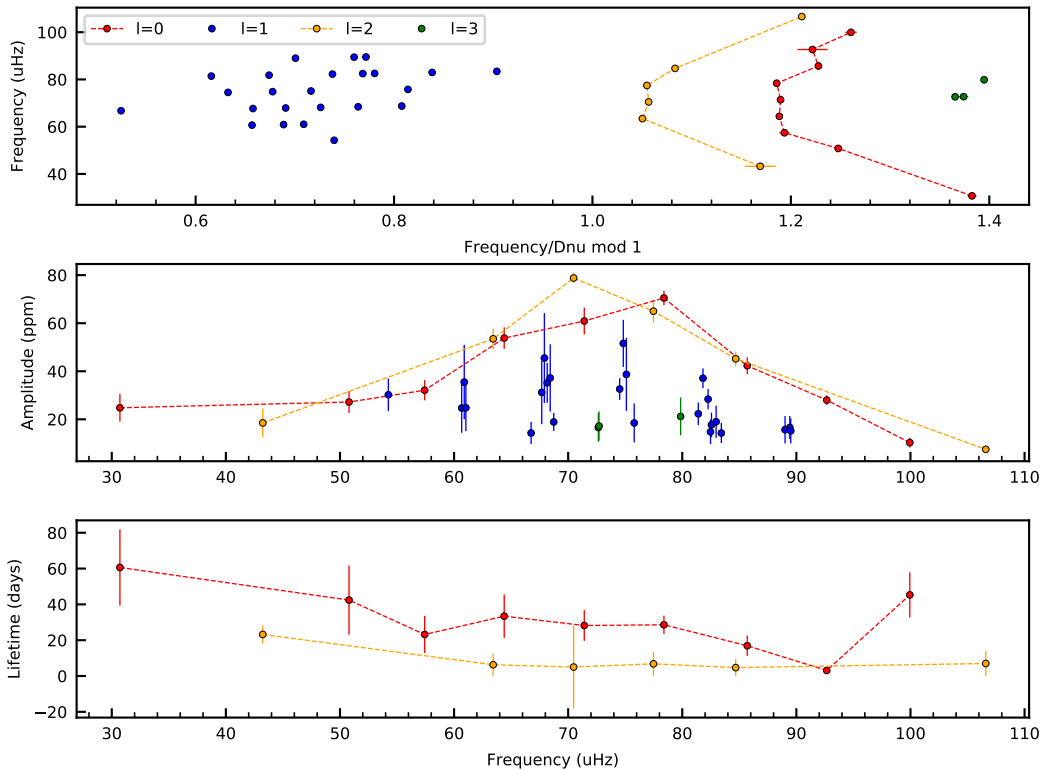 l=0 l=1 l=2 l=3
Frequency (uHz)
100
80
60
40
0.6 0.8 1.0 1.2 1.4
Frequency/Dnu mod 1
Amplitude (ppm)
80
60
40
20
30 40 50 60 70 80 90 100 110
Lifetime (days)
80
60
40
20
0
−20
30 40 50 60 70 80 90 100 110
Frequency (uHz)